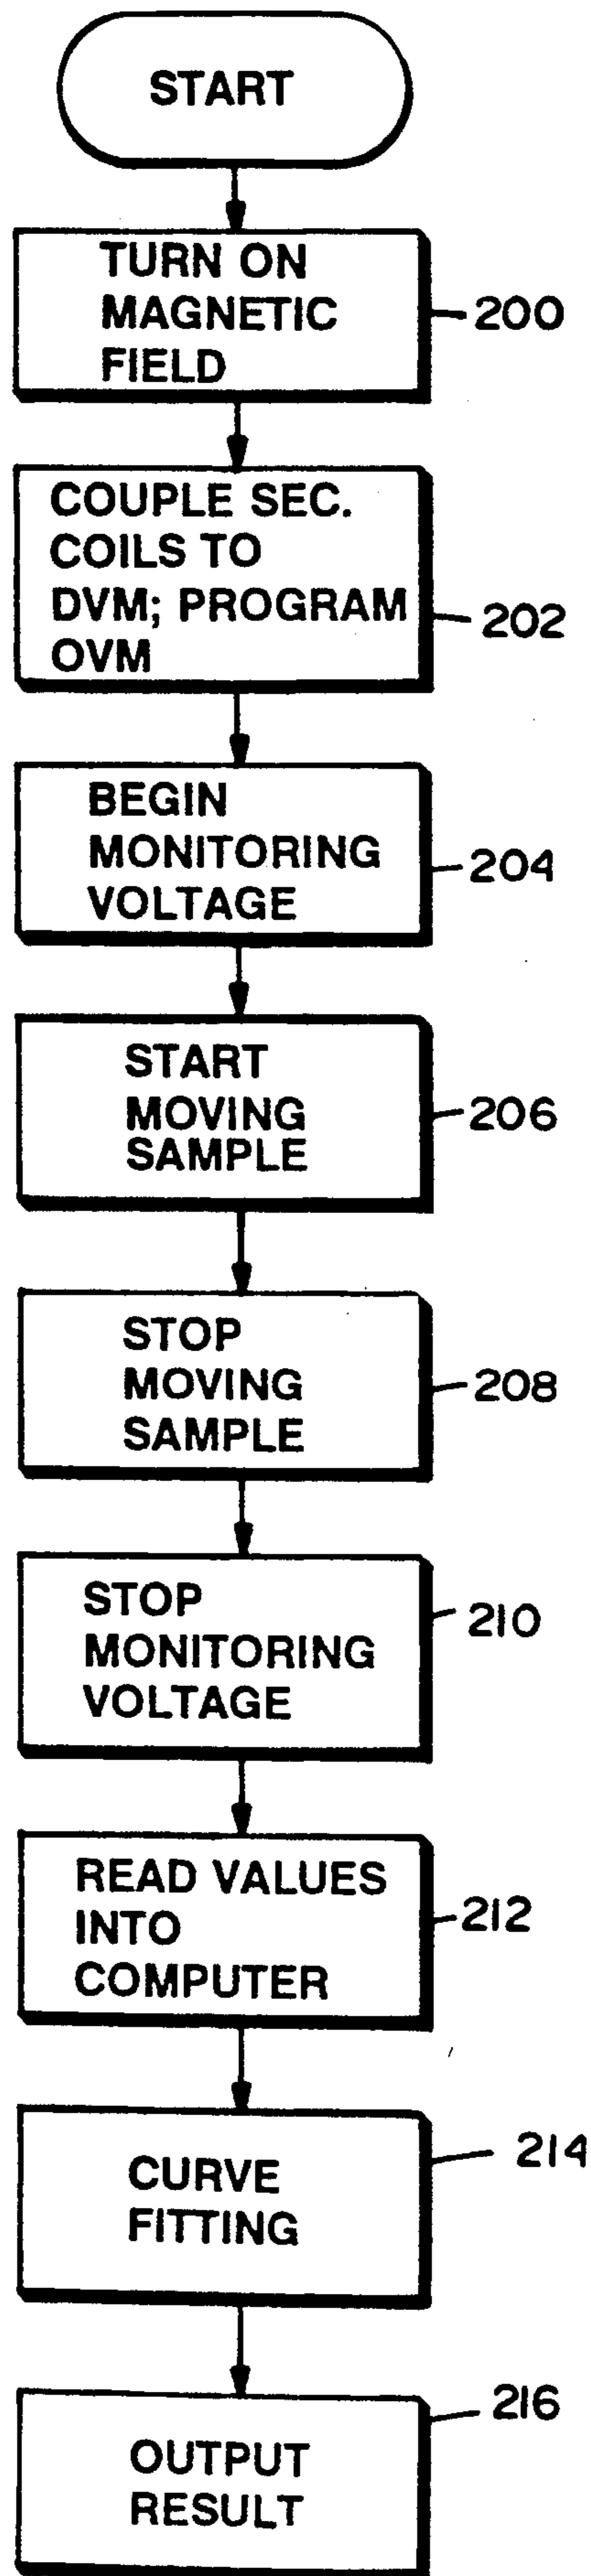 START
TURN ON
MAGNETIC
FIELD
200
COUPLE SEC.
COILS TO
DVM; PROGRAM
OVM
202
BEGIN
MONITORING
VOLTAGE
204
START
MOVING
SAMPLE
206
STOP
MOVING
SAMPLE
208
STOP
MONITORING
VOLTAGE
210
READ VALUES
INTO
COMPUTER
212
CURVE
FITTING
214
OUTPUT
RESULT
216